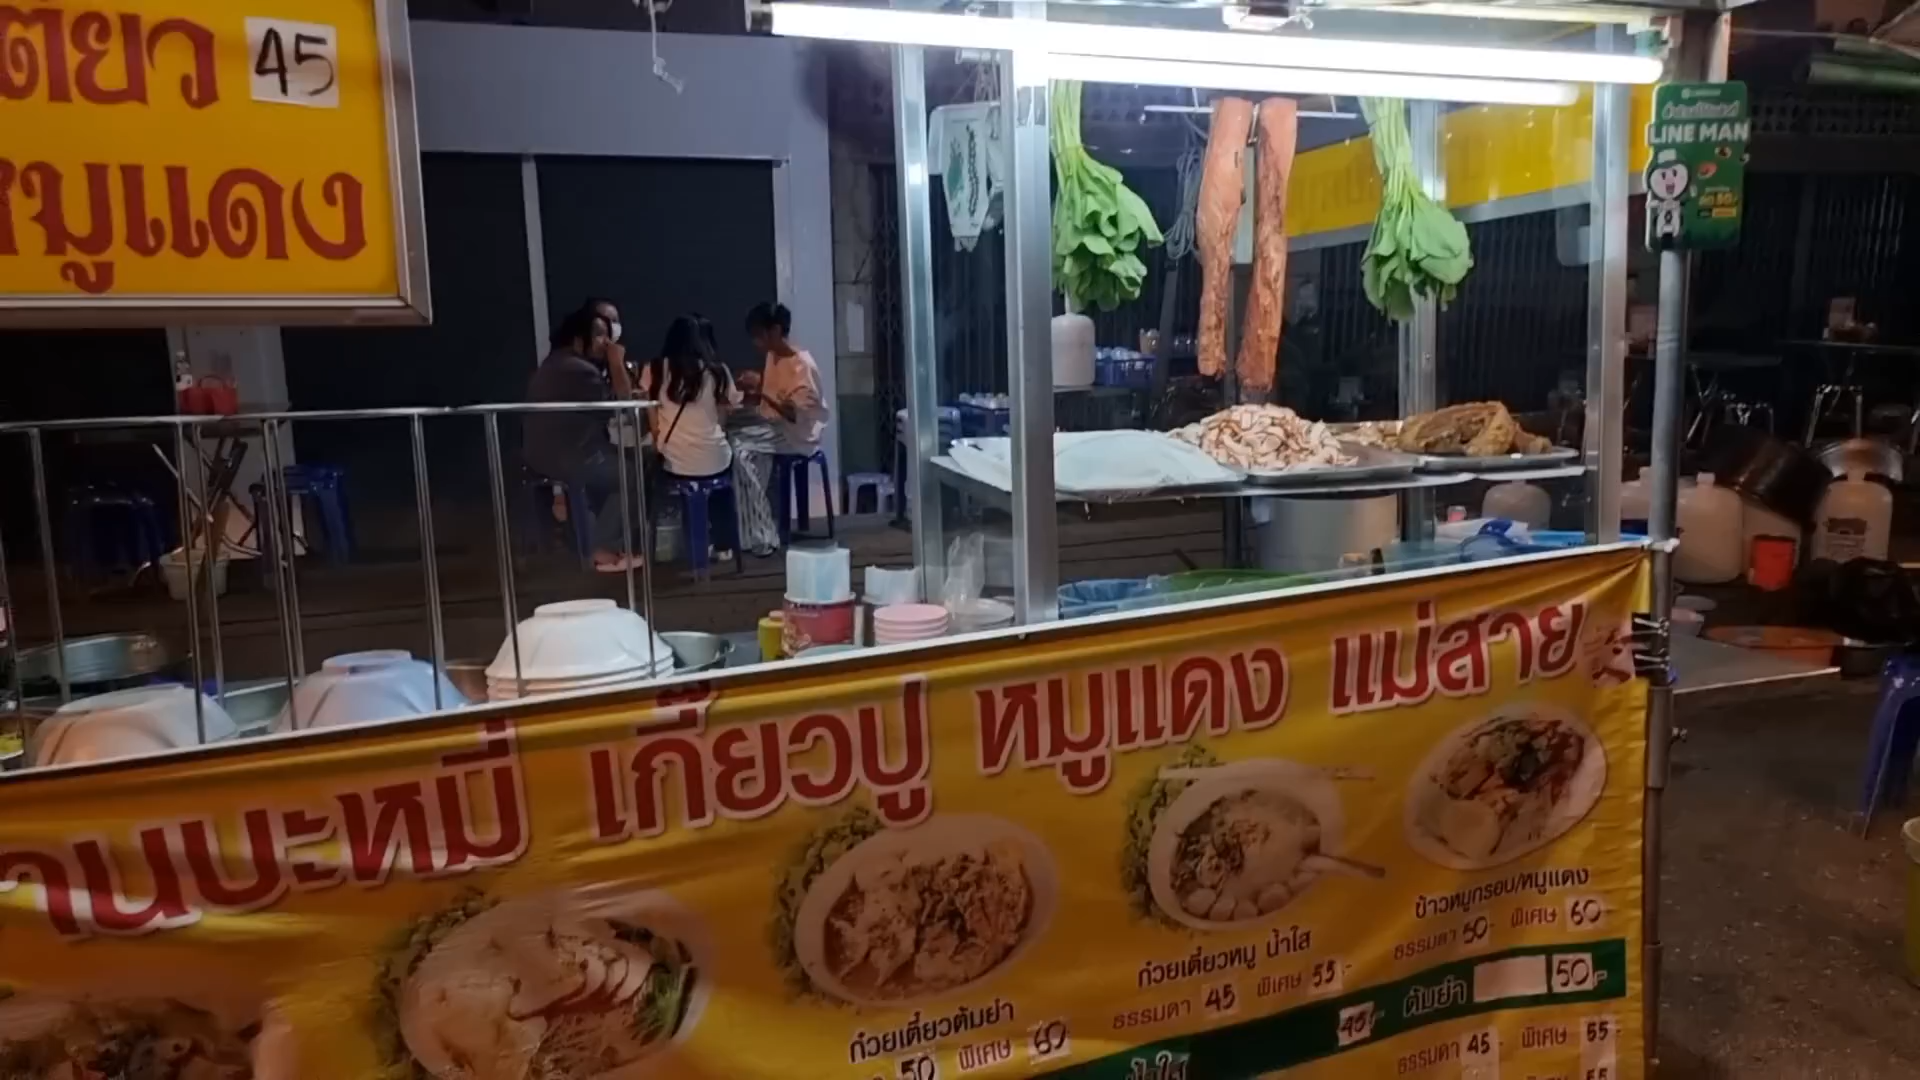 45
หมูแดง
LINE MAN
บะหมี่ เกี๊ยวปู หมูแดง แม่สาย
ข้าวหมูกรอบ/หมูแดง
ธรรมดา 50- พิเศษ 60-
ก๋วยเตี๋ยวหมู น้ำใส
ธรรมดา 45 พิเศษ 55.-
ก๋วยเตี๋ยวต้มยำ
50 พิเศษ 60
45.- ต้มยำ 50.-
น้ำใส
ธรรมดา 45 พิเศษ 55-